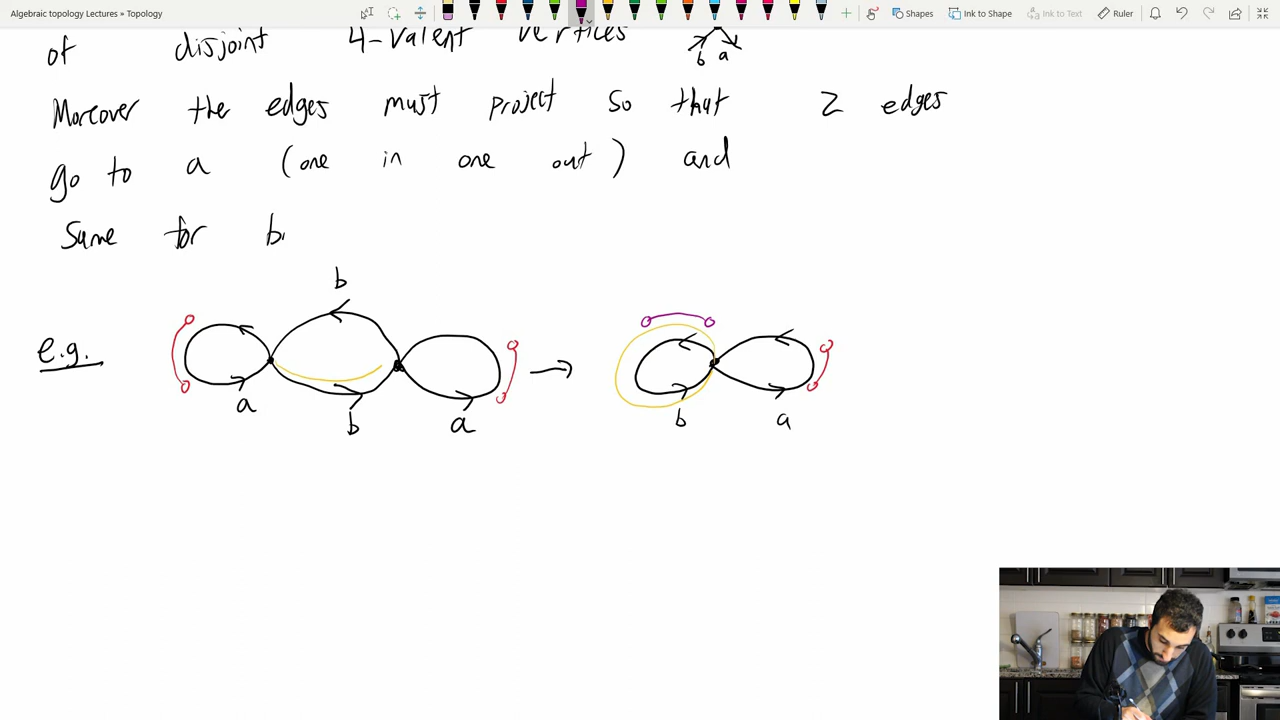 Algebraic topology Lectures » Topology
Shapes Ink to Shape Ink to Text Ruler
of disjoint 4-valent vertices
b a
Moreover the edges must project so that 2 edges
go to a (one in one out) and
Same for b.
b
e.g.
a b a b a